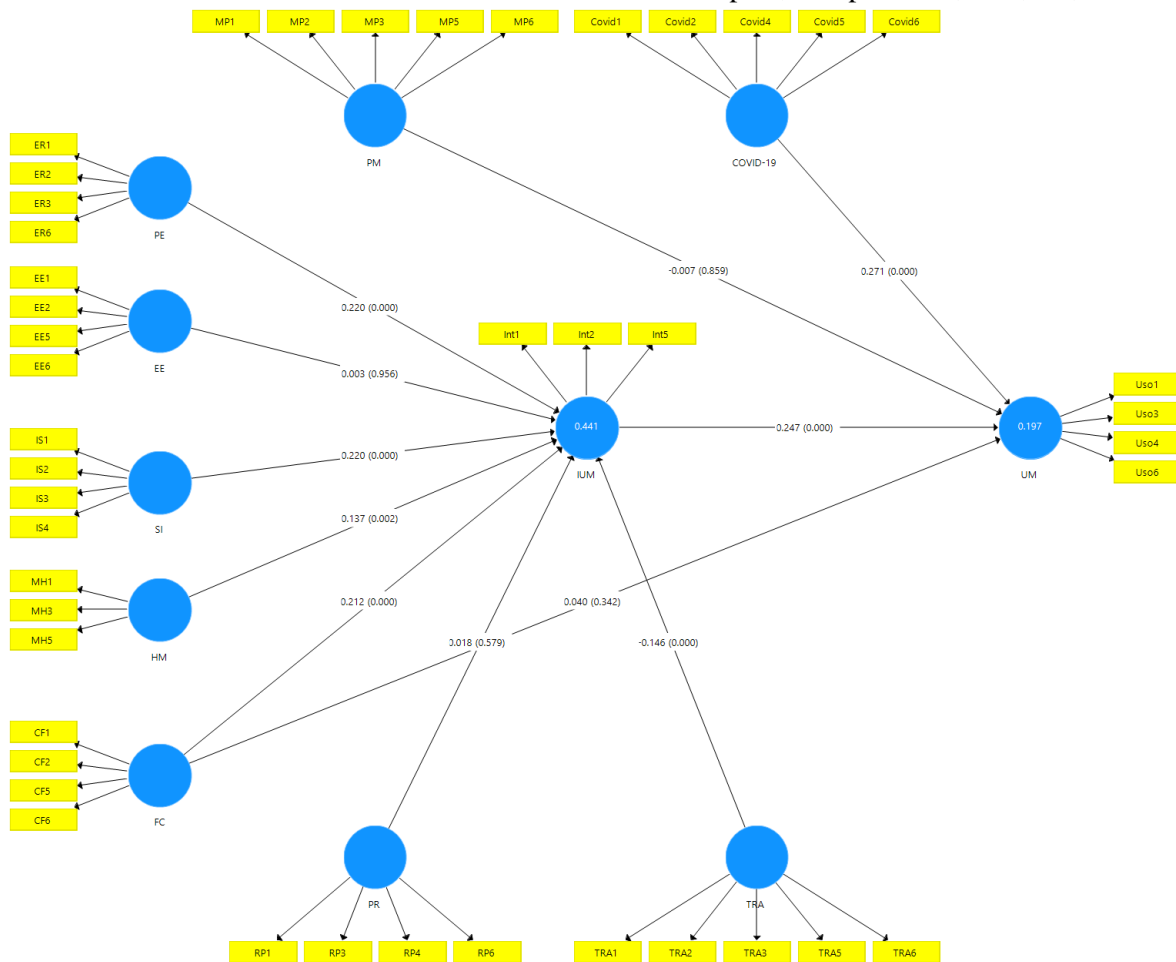 MP1 MP2 MP3 MP5 MP6 Covid1 Covid2 Covid4 Covid5 Covid6
PM COVID-19
ER1
ER2
ER3
ER6
PE
EE1
EE2
EE5
EE6
EE
IS1
IS2
IS3
IS4
SI
MH1
MH3
MH5
HM
CF1
CF2
CF5
CF6
FC
-0.007 (0.859)
0.271 (0.000)
0.220 (0.000)
0.003 (0.956)
0.220 (0.000)
0.137 (0.002)
0.212 (0.000)
Int1 Int2 Int5
0.441
IUM
0.247 (0.000)
0.197
UM
Uso1
Uso3
Uso4
Uso6
0.040 (0.342)
0.018 (0.579)
-0.146 (0.000)
PR TRA
RP1 RP3 RP4 RP6 TRA1 TRA2 TRA3 TRA5 TRA6